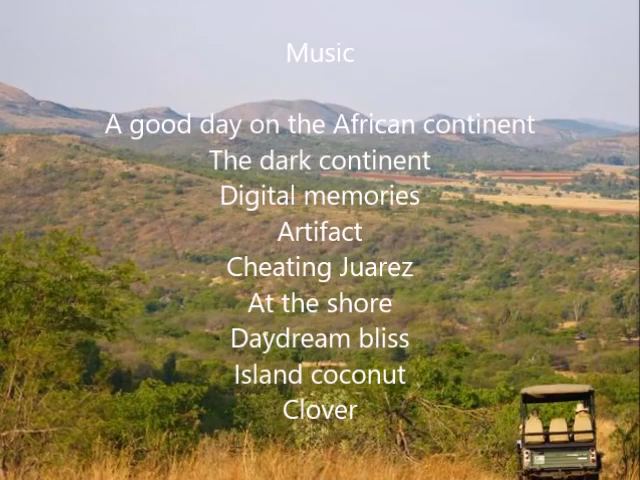 Music
A good day on the African continent
The dark continent
Digital memories
Artifact
Cheating Juarez
At the shore
Daydream bliss
Island coconut
Clover